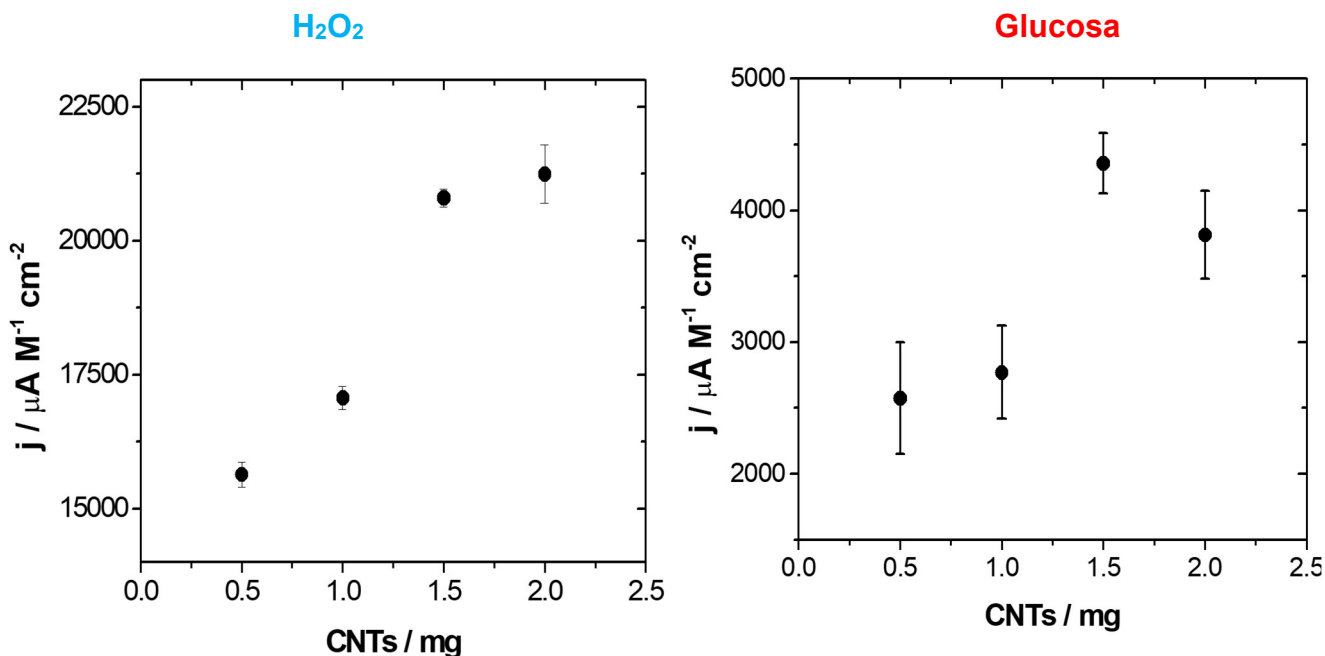 H₂O₂
22500
20000
17500
15000
0.0 0.5 1.0 1.5 2.0 2.5
CNTs / mg
j / µA M⁻¹ cm⁻²
Glucosa
5000
4000
3000
2000
0.0 0.5 1.0 1.5 2.0 2.5
CNTs / mg
j / µA M⁻¹ cm⁻²